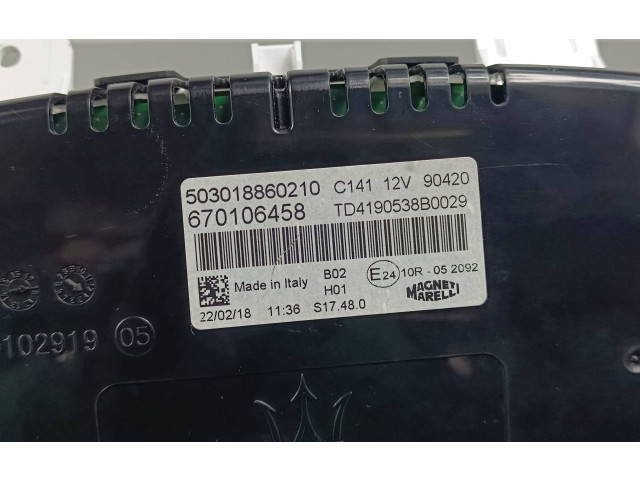 503018860210 C141 12V 90420
670106458 TD4190538B0029
Made in Italy B02 E24 10R - 05 2092
H01
22/02/18 11:36 S17.48.0 MAGNETI MARELLI
102919 05